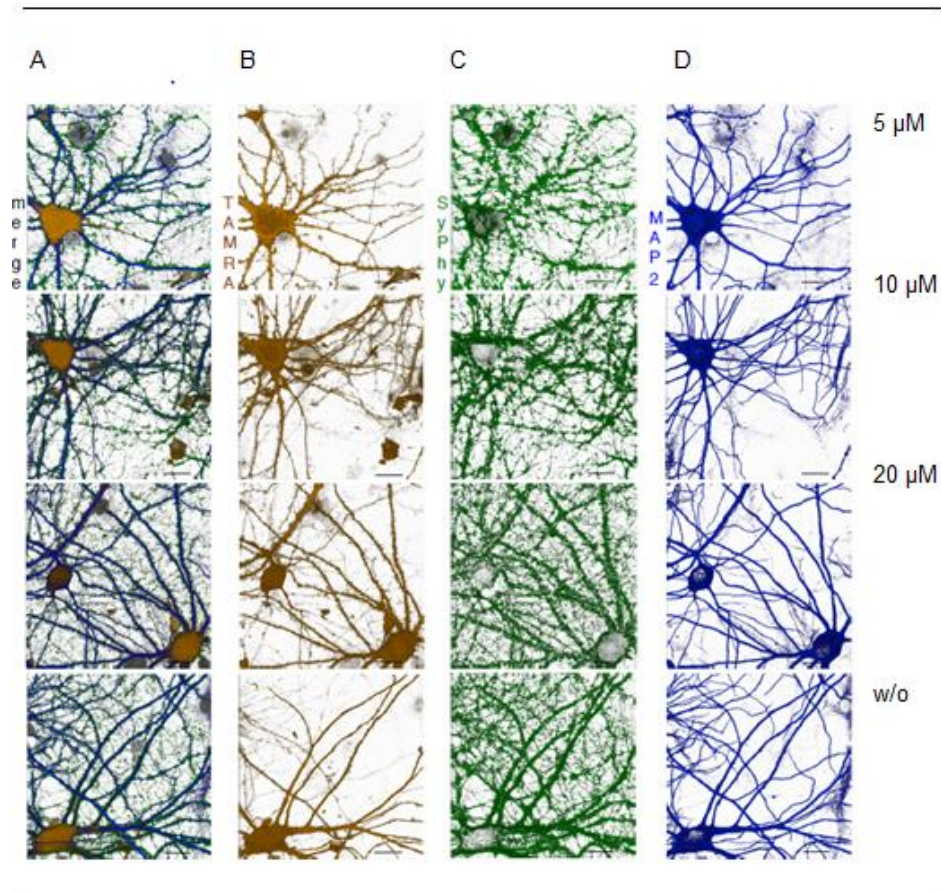 A B C D
5 µM
merge
TAMRA
SyPhy
MAP2
10 µM
20 µM
w/o